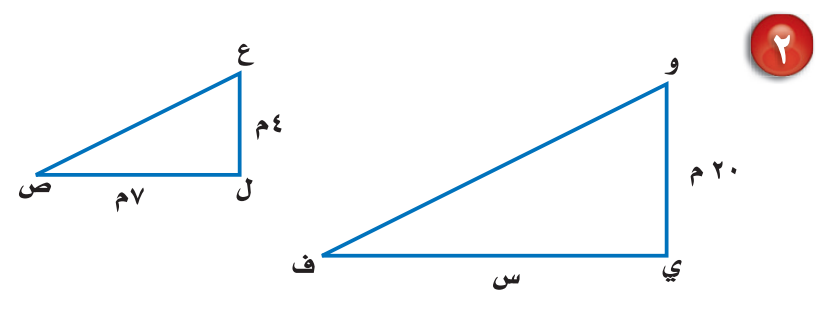 ٢
و
٢٠ م
ي
س
ف
ع
٤م
ل
٧م
ص